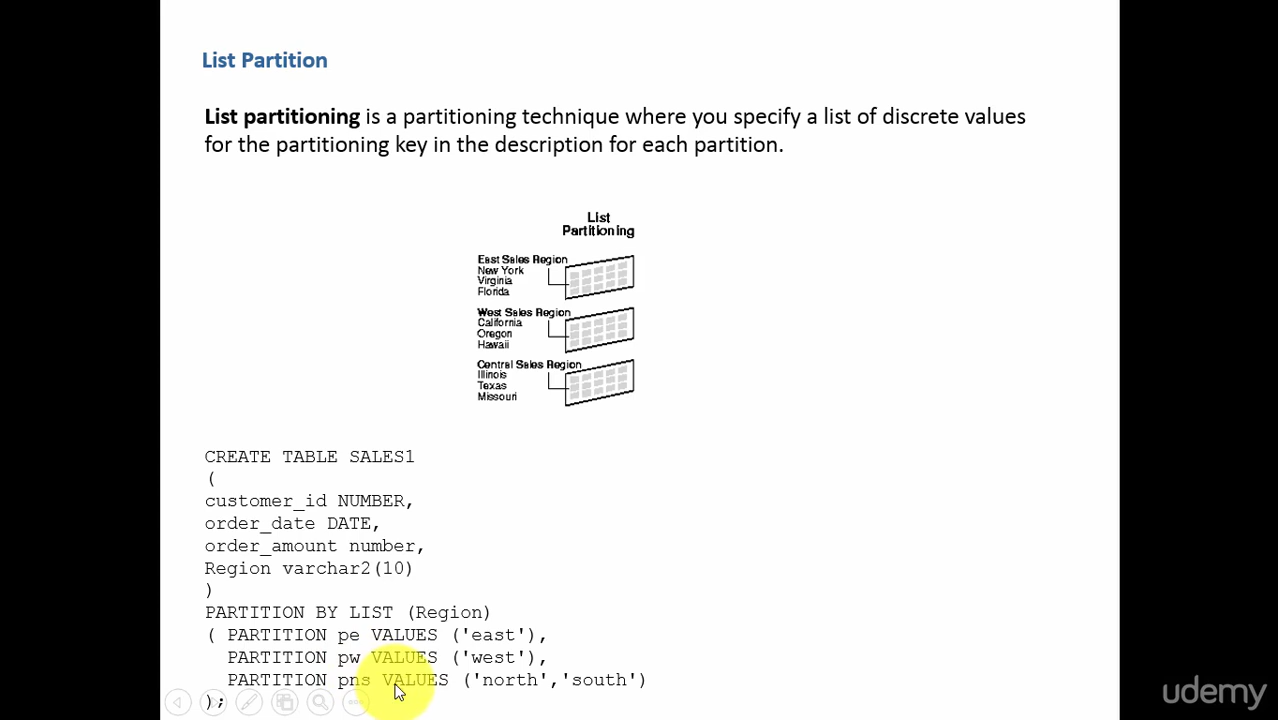 List Partition
List partitioning is a partitioning technique where you specify a list of discrete values
for the partitioning key in the description for each partition.
List
Partitioning
East Sales Region
New York
Virginia
Florida
West Sales Region
California
Oregon
Hawaii
Central Sales Region
Illinois
Texas
Missouri
CREATE TABLE SALES1
(
customer_id NUMBER,
order_date DATE,
order_amount number,
Region varchar2(10)
)
PARTITION BY LIST (Region)
( PARTITION pe VALUES ('east'),
PARTITION pw VALUES ('west'),
PARTITION pns VALUES ('north','south')
);
udemy